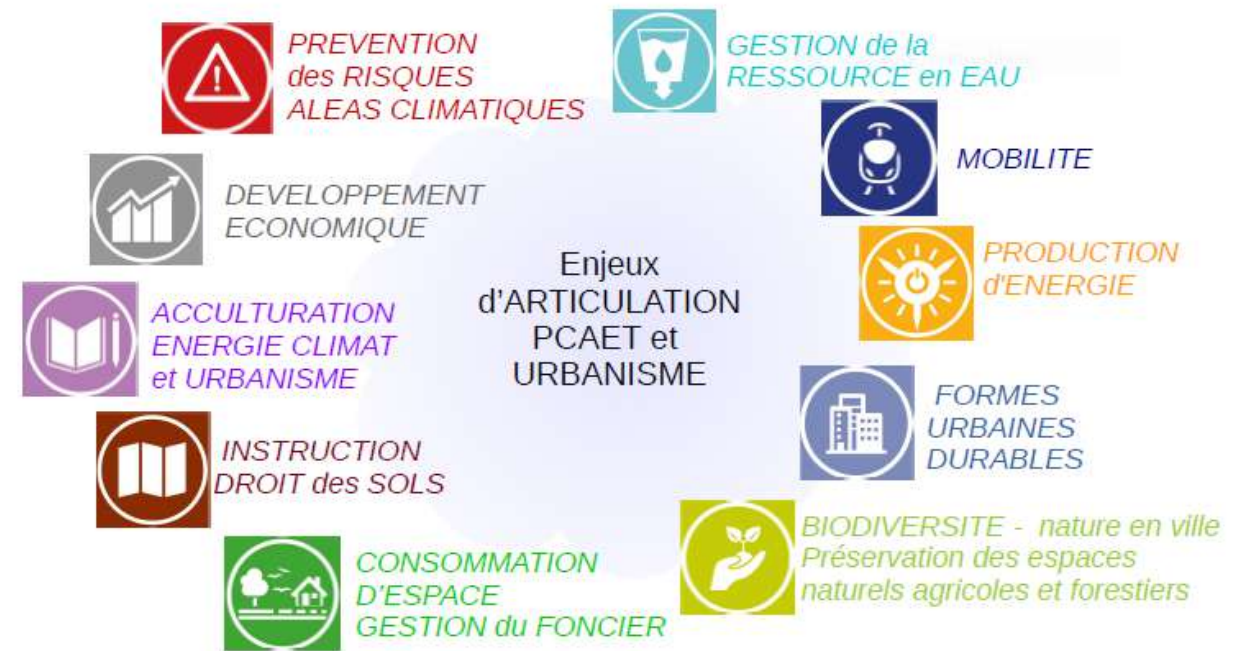 PREVENTION
des RISQUES
ALEAS CLIMATIQUES
GESTION de la
RESSOURCE en EAU
MOBILITE
DEVELOPPEMENT
ECONOMIQUE
PRODUCTION
d'ENERGIE
Enjeux
d'ARTICULATION
PCAET et
URBANISME
ACCULTURATION
ENERGIE CLIMAT
et URBANISME
FORMES
URBAINES
DURABLES
INSTRUCTION
DROIT des SOLS
BIODIVERSITE - nature en ville
Préservation des espaces
naturels agricoles et forestiers
CONSOMMATION
D'ESPACE
GESTION du FONCIER